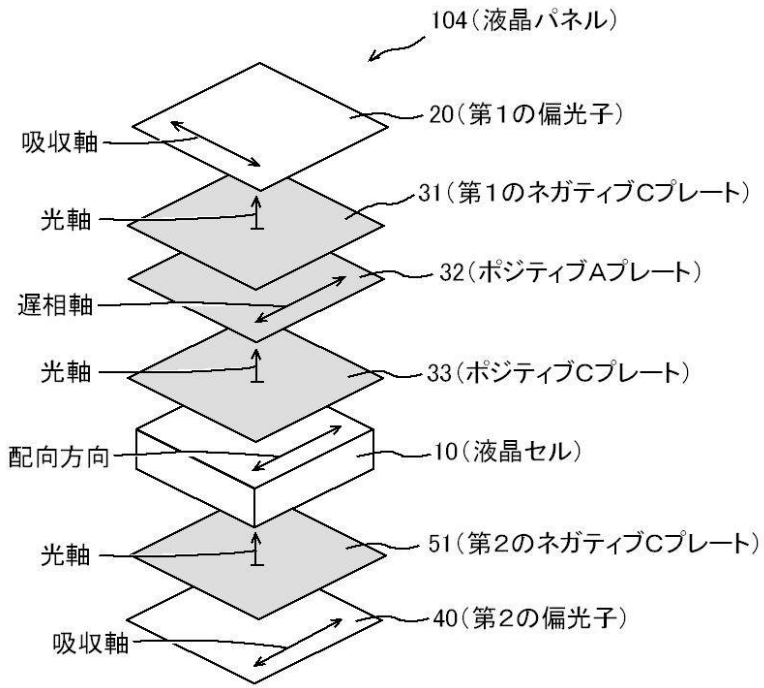 104(液晶パネル)
20(第1の偏光子)
吸収軸
31(第1のネガティブCプレート)
光軸
32(ポジティブAプレート)
遅相軸
光軸
33(ポジティブCプレート)
配向方向
10(液晶セル)
光軸
51(第2のネガティブCプレート)
40(第2の偏光子)
吸収軸